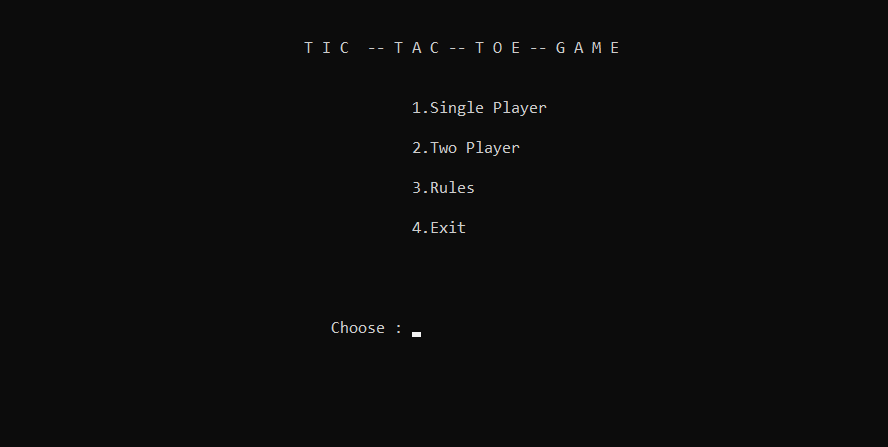 T I C  -- T A C -- T O E -- G A M E
1.Single Player
2.Two Player
3.Rules
4.Exit
Choose :